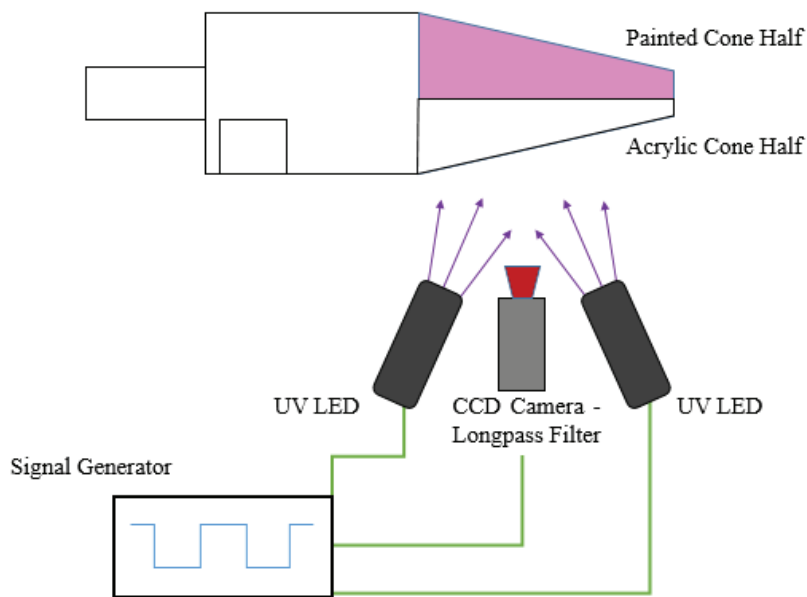 Painted Cone Half
Acrylic Cone Half
UV LED
CCD Camera -
Longpass Filter
UV LED
Signal Generator